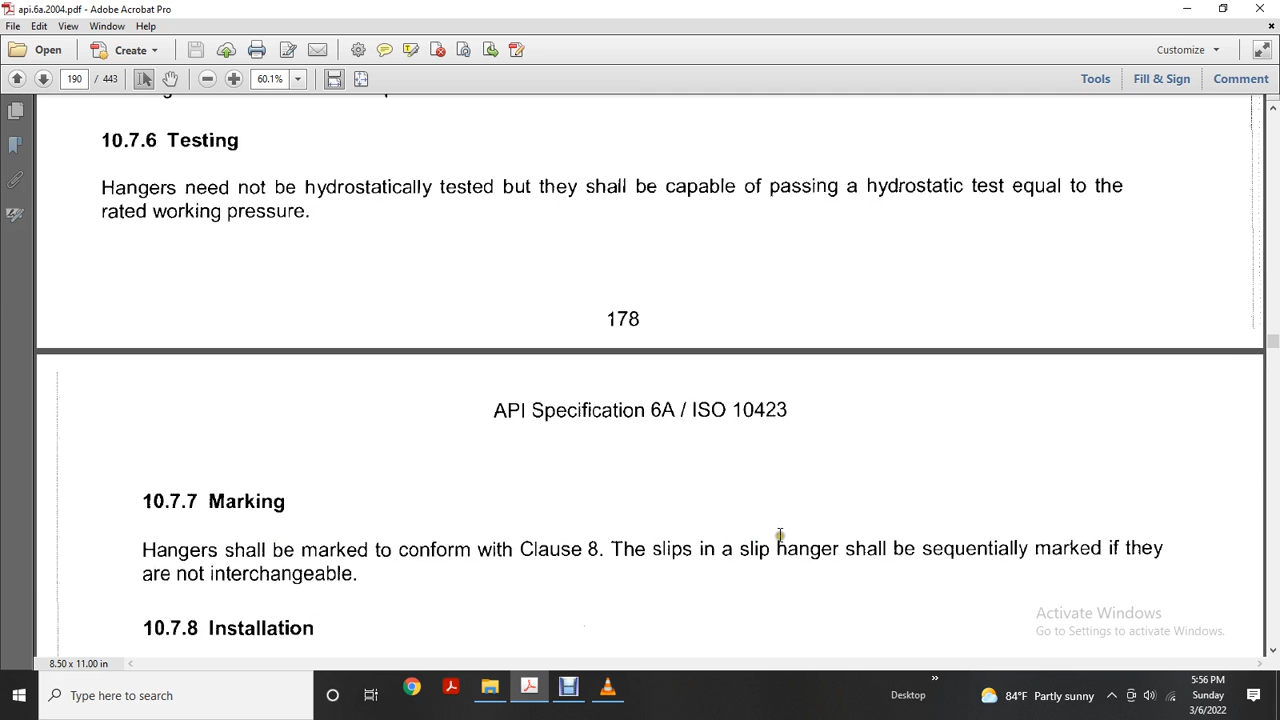 api.6a.2004.pdf - Adobe Acrobat Pro
File Edit View Window Help
Open Create Customize
190 / 443 60.1% Tools Fill & Sign Comment
10.7.6 Testing
Hangers need not be hydrostatically tested but they shall be capable of passing a hydrostatic test equal to the
rated working pressure.
178
API Specification 6A / ISO 10423
10.7.7 Marking
Hangers shall be marked to conform with Clause 8. The slips in a slip hanger shall be sequentially marked if they
are not interchangeable.
10.7.8 Installation
Activate Windows
Go to Settings to activate Windows.
8.50 x 11.00 in
Type here to search
Desktop
84°F Partly sunny
5:56 PM
Sunday
3/6/2022